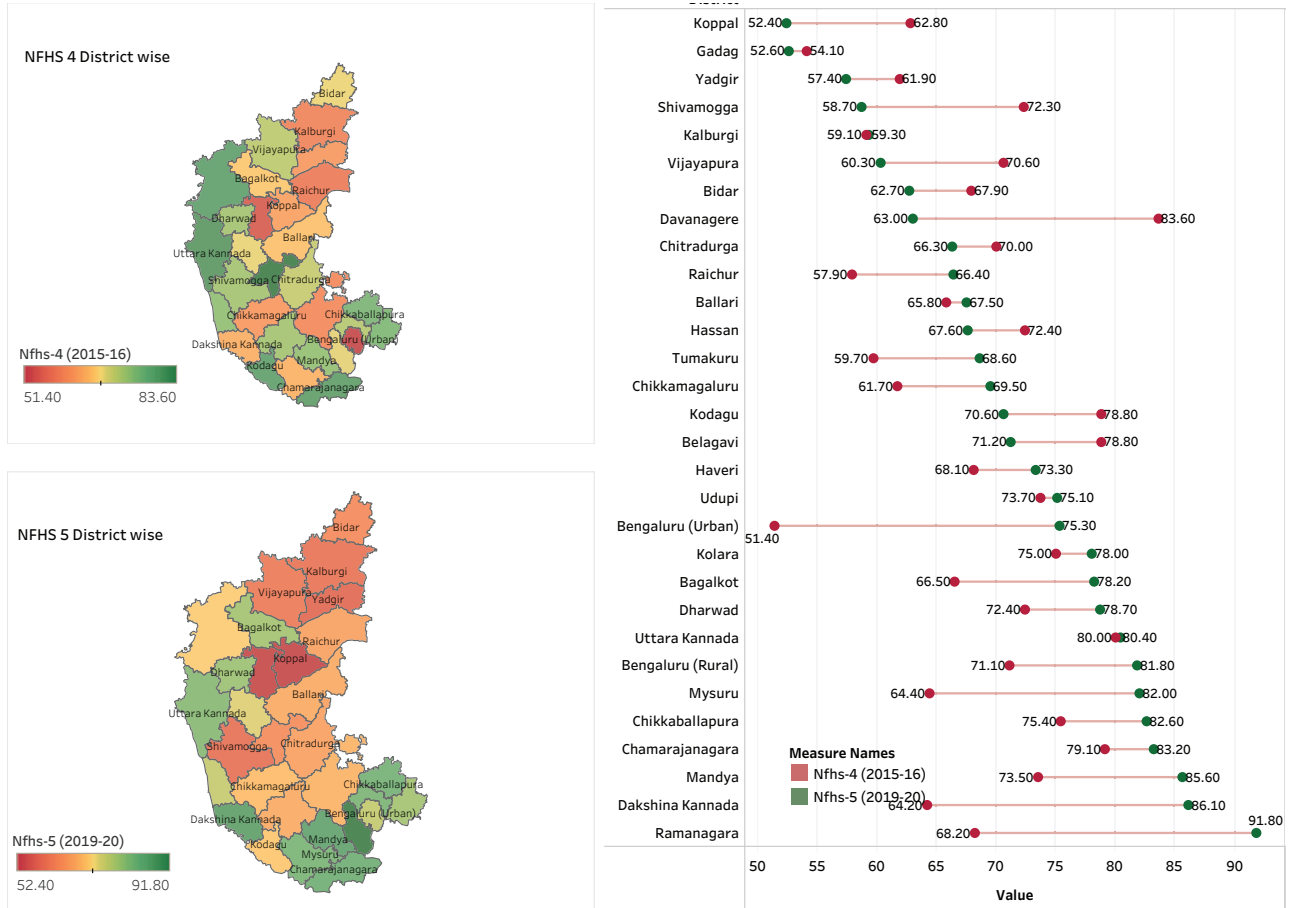 NFHS 4 District wise
Bidar
Kalburgi
Vijayapura
Bagalkot
Raichur
Koppal
Dharwad
Ballari
Uttara Kannada
Shivamogga
Chitradurga
Chikkamagaluru
Chikkaballapura
Dakshina Kannada
Bengaluru (Urban)
Mandya
Kodagu
Chamarajanagara
Nfhs-4 (2015-16)
51.40 83.60
NFHS 5 District wise
Bidar
Kalburgi
Vijayapura
Yadgir
Bagalkot
Raichur
Koppal
Dharwad
Ballari
Uttara Kannada
Shivamogga
Chitradurga
Chikkamagaluru
Chikkaballapura
Dakshina Kannada
Bengaluru (Urban)
Mandya
Kodagu
Mysuru
Chamarajanagara
Nfhs-5 (2019-20)
52.40 91.80
Koppal 52.40 62.80
Gadag 52.60 54.10
Yadgir 57.40 61.90
Shivamogga 58.70 72.30
Kalburgi 59.10 59.30
Vijayapura 60.30 70.60
Bidar 62.70 67.90
Davanagere 63.00 83.60
Chitradurga 66.30 70.00
Raichur 57.90 66.40
Ballari 65.80 67.50
Hassan 67.60 72.40
Tumakuru 59.70 68.60
Chikkamagaluru 61.70 69.50
Kodagu 70.60 78.80
Belagavi 71.20 78.80
Haveri 68.10 73.30
Udupi 73.70 75.10
Bengaluru (Urban) 51.40 75.30
Kolara 75.00 78.00
Bagalkot 66.50 78.20
Dharwad 72.40 78.70
Uttara Kannada 80.00 80.40
Bengaluru (Rural) 71.10 81.80
Mysuru 64.40 82.00
Chikkaballapura 75.40 82.60
Chamarajanagara 79.10 83.20
Mandya 73.50 85.60
Dakshina Kannada 64.20 86.10
Ramanagara 68.20 91.80
Measure Names
Nfhs-4 (2015-16)
Nfhs-5 (2019-20)
50 55 60 65 70 75 80 85 90
Value